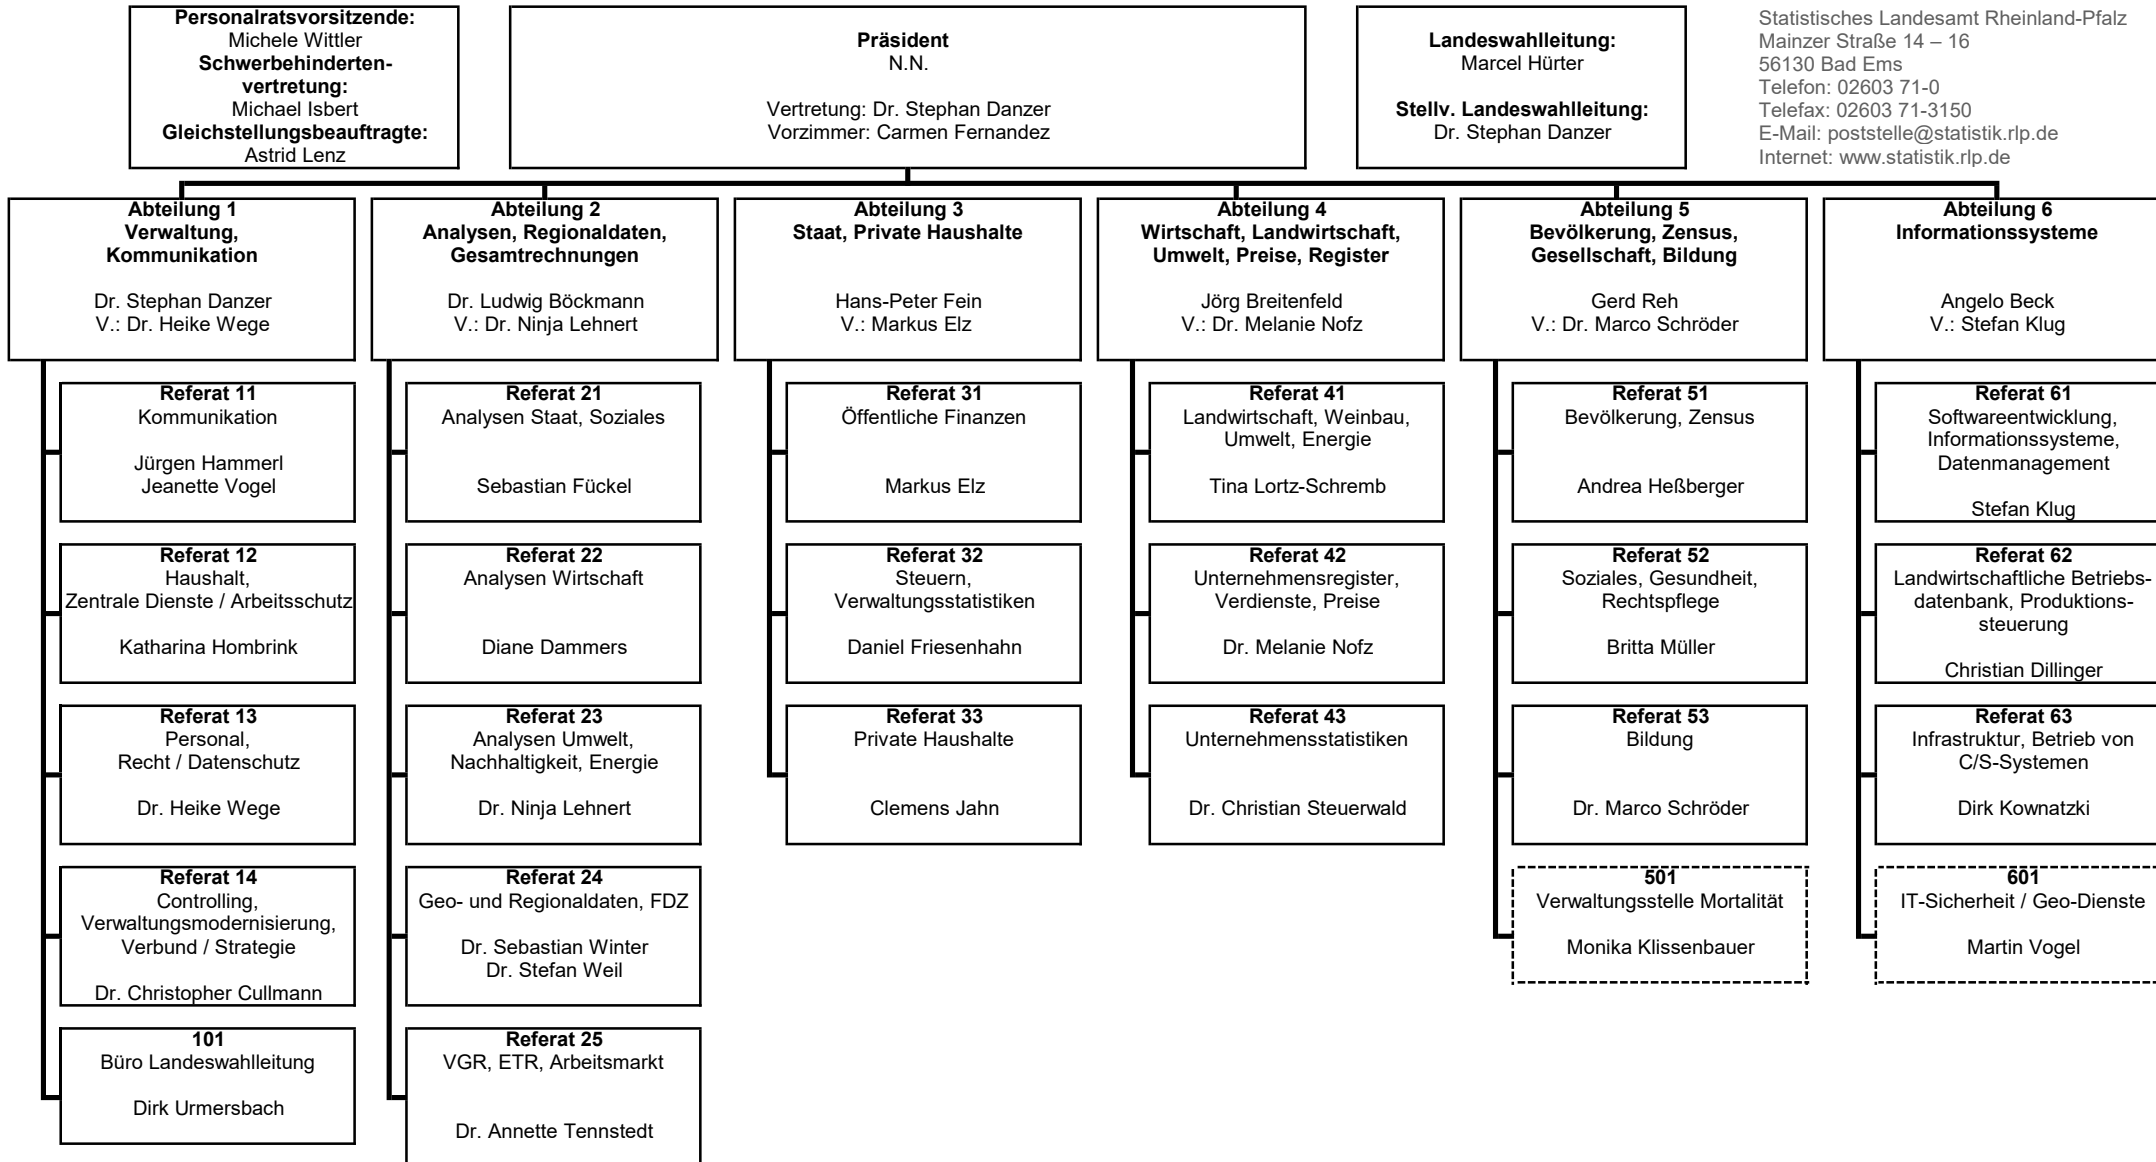 Personalratsvorsitzende:
Michele Wittler
Schwerbehinderten-
vertretung:
Michael Isbert
Gleichstellungsbeauftragte:
Astrid Lenz
Präsident
N.N.
Vertretung: Dr. Stephan Danzer
Vorzimmer: Carmen Fernandez
Landeswahlleitung:
Marcel Hürter
Stellv. Landeswahlleitung:
Dr. Stephan Danzer
Statistisches Landesamt Rheinland-Pfalz
Mainzer Straße 14 – 16
56130 Bad Ems
Telefon: 02603 71-0
Telefax: 02603 71-3150
E-Mail: poststelle@statistik.rlp.de
Internet: www.statistik.rlp.de
Abteilung 1
Verwaltung,
Kommunikation
Dr. Stephan Danzer
V.: Dr. Heike Wege
Referat 11
Kommunikation
Jürgen Hammerl
Jeanette Vogel
Referat 12
Haushalt,
Zentrale Dienste / Arbeitsschutz
Katharina Hombrink
Referat 13
Personal,
Recht / Datenschutz
Dr. Heike Wege
Referat 14
Controlling,
Verwaltungsmodernisierung,
Verbund / Strategie
Dr. Christopher Cullmann
101
Büro Landeswahlleitung
Dirk Urmersbach
Abteilung 2
Analysen, Regionaldaten,
Gesamtrechnungen
Dr. Ludwig Böckmann
V.: Dr. Ninja Lehnert
Referat 21
Analysen Staat, Soziales
Sebastian Fückel
Referat 22
Analysen Wirtschaft
Diane Dammers
Referat 23
Analysen Umwelt,
Nachhaltigkeit, Energie
Dr. Ninja Lehnert
Referat 24
Geo- und Regionaldaten, FDZ
Dr. Sebastian Winter
Dr. Stefan Weil
Referat 25
VGR, ETR, Arbeitsmarkt
Dr. Annette Tennstedt
Abteilung 3
Staat, Private Haushalte
Hans-Peter Fein
V.: Markus Elz
Referat 31
Öffentliche Finanzen
Markus Elz
Referat 32
Steuern,
Verwaltungsstatistiken
Daniel Friesenhahn
Referat 33
Private Haushalte
Clemens Jahn
Abteilung 4
Wirtschaft, Landwirtschaft,
Umwelt, Preise, Register
Jörg Breitenfeld
V.: Dr. Melanie Nofz
Referat 41
Landwirtschaft, Weinbau,
Umwelt, Energie
Tina Lortz-Schremb
Referat 42
Unternehmensregister,
Verdienste, Preise
Dr. Melanie Nofz
Referat 43
Unternehmensstatistiken
Dr. Christian Steuerwald
Abteilung 5
Bevölkerung, Zensus,
Gesellschaft, Bildung
Gerd Reh
V.: Dr. Marco Schröder
Referat 51
Bevölkerung, Zensus
Andrea Heßberger
Referat 52
Soziales, Gesundheit,
Rechtspflege
Britta Müller
Referat 53
Bildung
Dr. Marco Schröder
501
Verwaltungsstelle Mortalität
Monika Klissenbauer
Abteilung 6
Informationssysteme
Angelo Beck
V.: Stefan Klug
Referat 61
Softwareentwicklung,
Informationssysteme,
Datenmanagement
Stefan Klug
Referat 62
Landwirtschaftliche Betriebs-
datenbank, Produktions-
steuerung
Christian Dillinger
Referat 63
Infrastruktur, Betrieb von
C/S-Systemen
Dirk Kownatzki
601
IT-Sicherheit / Geo-Dienste
Martin Vogel